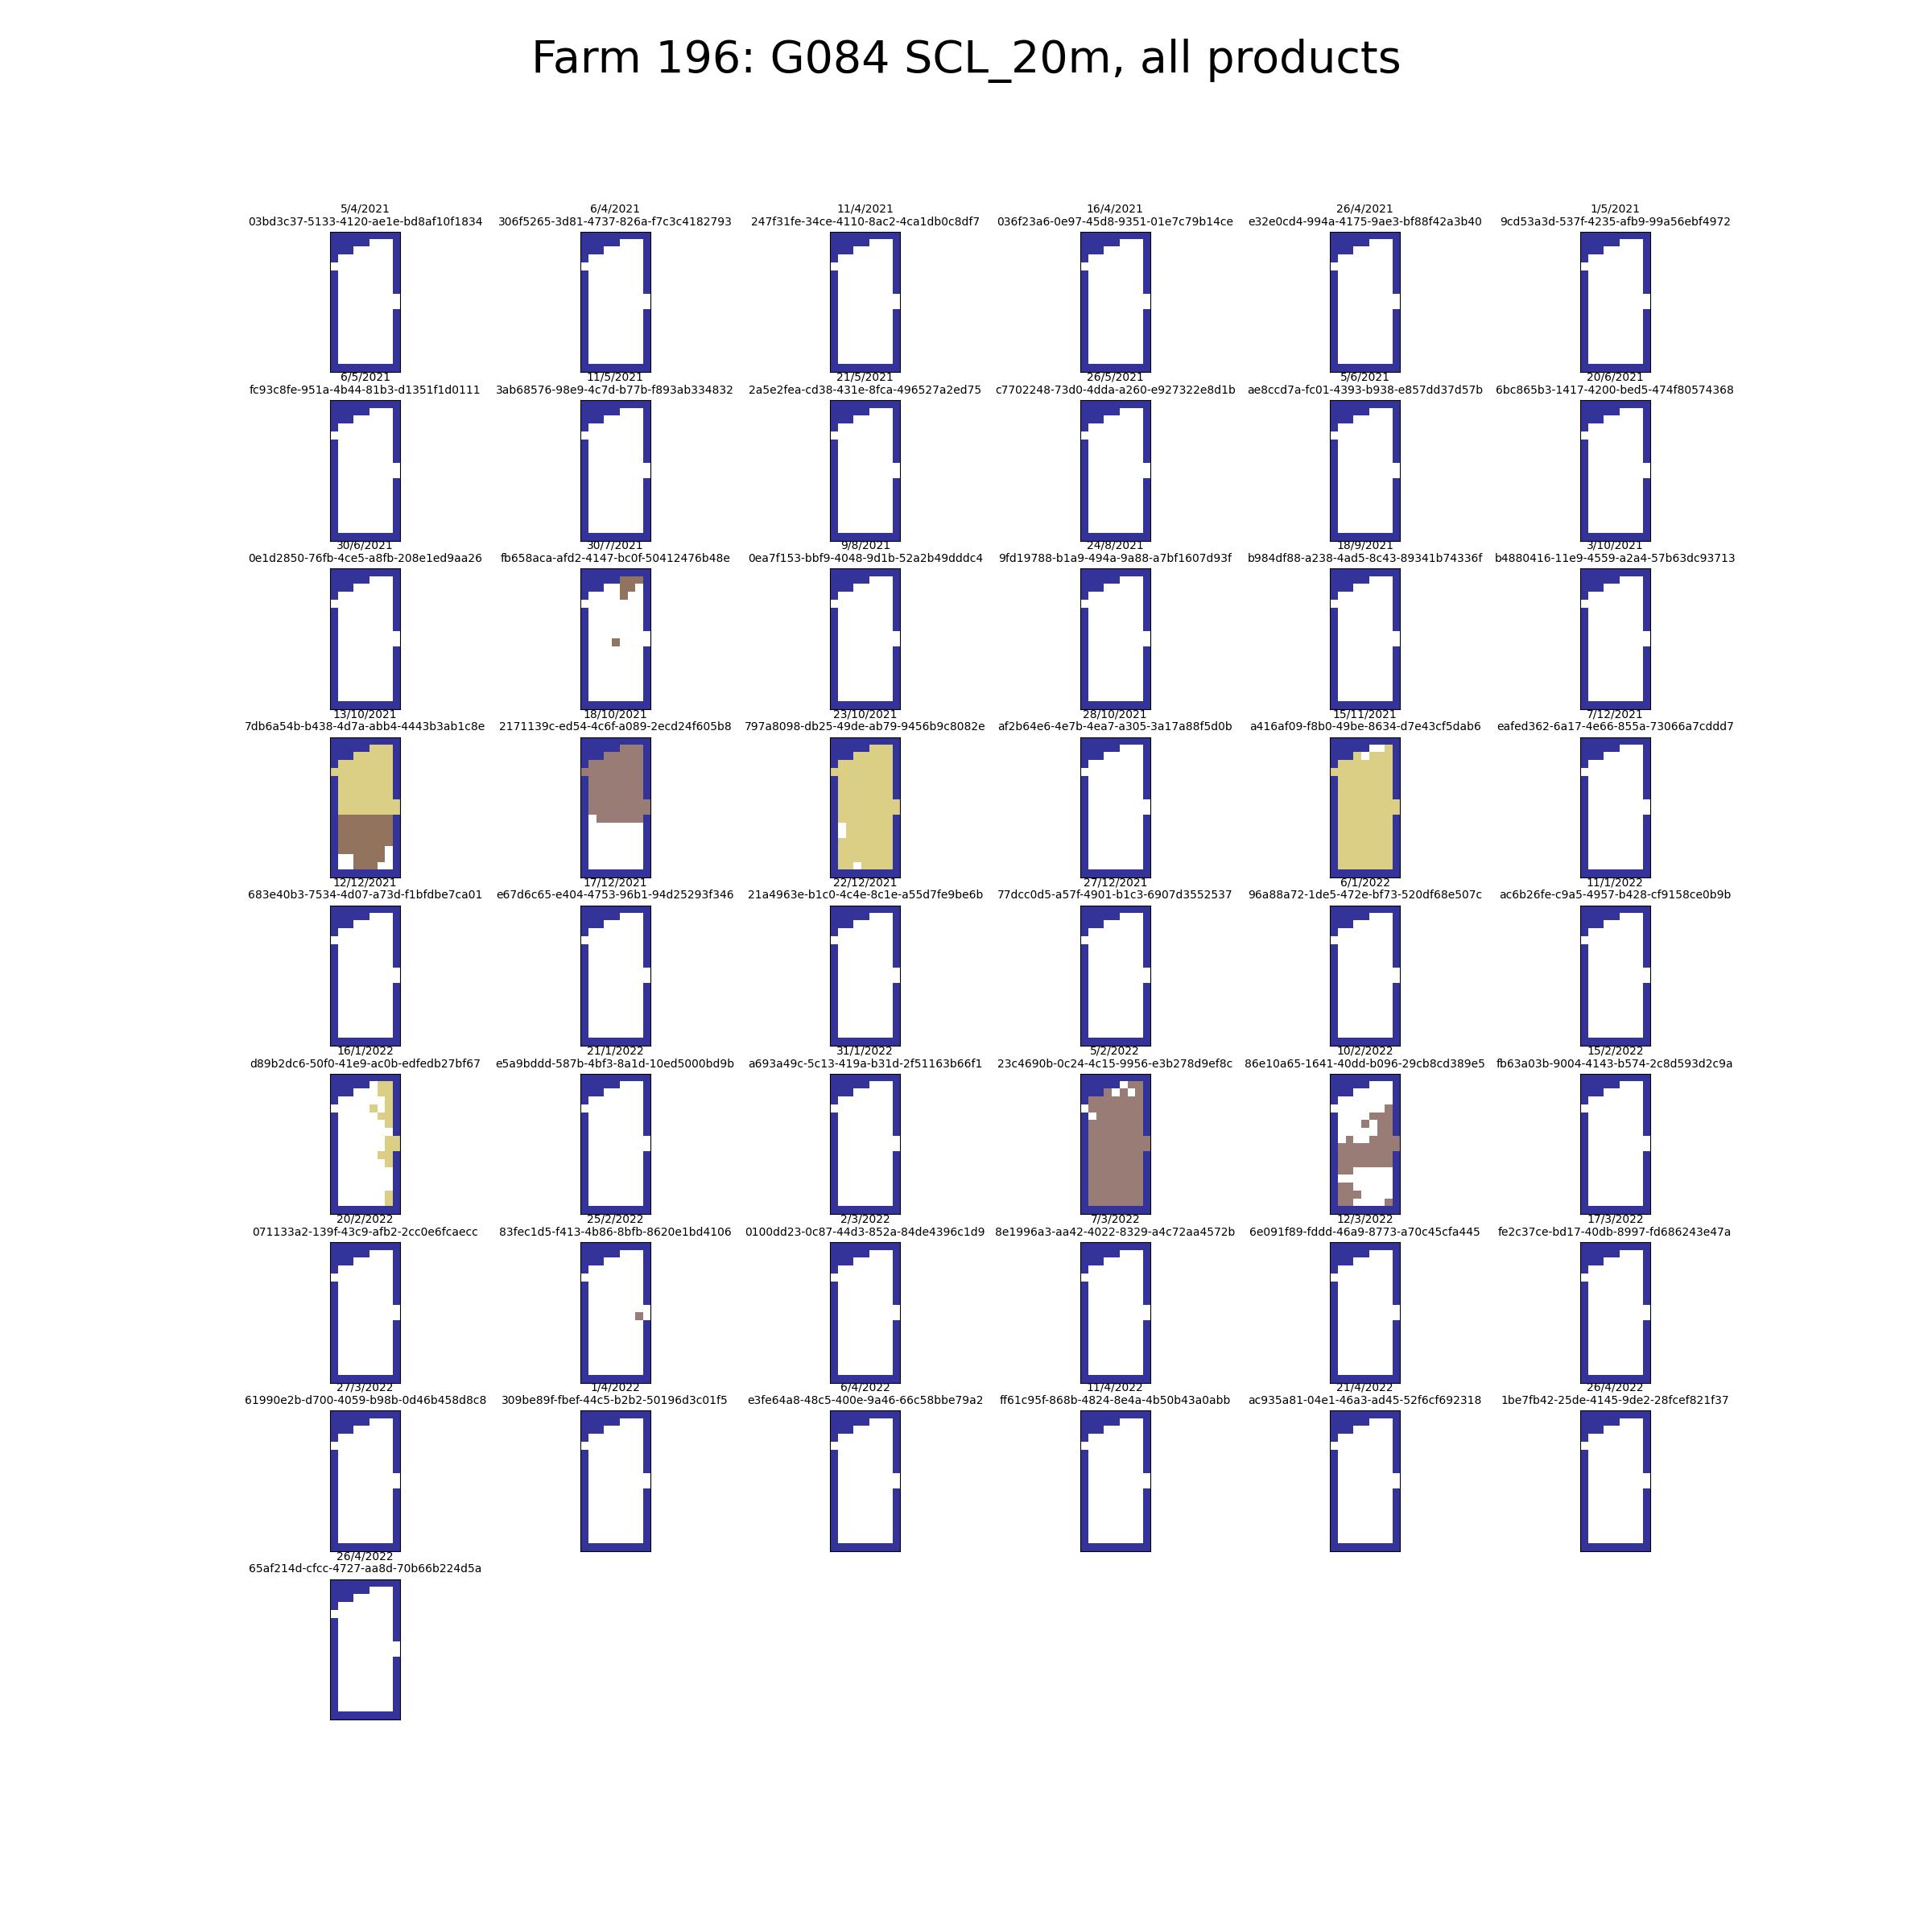 Farm 196: G084 SCL_20m, all products
5/4/2021 6/4/2021 11/4/2021 16/4/2021 26/4/2021 1/5/2021
03bd3c37-5133-4120-ae1e-bd8af10f1834 306f5265-3d81-4737-826a-f7c3c4182793 247f31fe-34ce-4110-8ac2-4ca1db0c8df7 036f23a6-0e97-45d8-9351-01e7c79b14ce e32e0cd4-994a-4175-9ae3-bf88f42a3b40 9cd53a3d-537f-4235-afb9-99a56ebf4972
6/5/2021 11/5/2021 21/5/2021 26/5/2021 5/6/2021 20/6/2021
fc93c8fe-951a-4b44-81b3-d1351f1d0111 3ab68576-98e9-4c7d-b77b-f893ab334832 2a5e2fea-cd38-431e-8fca-496527a2ed75 c7702248-73d0-4dda-a260-e927322e8d1b ae8ccd7a-fc01-4393-b938-e857dd37d57b 6bc865b3-1417-4200-bed5-474f80574368
30/6/2021 30/7/2021 9/8/2021 24/8/2021 18/9/2021 3/10/2021
0e1d2850-76fb-4ce5-a8fb-208e1ed9aa26 fb658aca-afd2-4147-bc0f-50412476b48e 0ea7f153-bbf9-4048-9d1b-52a2b49dddc4 9fd19788-b1a9-494a-9a88-a7bf1607d93f b984df88-a238-4ad5-8c43-89341b74336f b4880416-11e9-4559-a2a4-57b63dc93713
13/10/2021 18/10/2021 23/10/2021 28/10/2021 15/11/2021 7/12/2021
7db6a54b-b438-4d7a-abb4-4443b3ab1c8e 2171139c-ed54-4c6f-a089-2ecd24f605b8 797a8098-db25-49de-ab79-9456b9c8082e af2b64e6-4e7b-4ea7-a305-3a17a88f5d0b a416af09-f8b0-49be-8634-d7e43cf5dab6 eafed362-6a17-4e66-855a-73066a7cddd7
12/12/2021 17/12/2021 22/12/2021 27/12/2021 6/1/2022 11/1/2022
683e40b3-7534-4d07-a73d-f1bfdbe7ca01 e67d6c65-e404-4753-96b1-94d25293f346 21a4963e-b1c0-4c4e-8c1e-a55d7fe9be6b 77dcc0d5-a57f-4901-b1c3-6907d3552537 96a88a72-1de5-472e-bf73-520df68e507c ac6b26fe-c9a5-4957-b428-cf9158ce0b9b
16/1/2022 21/1/2022 31/1/2022 5/2/2022 10/2/2022 15/2/2022
d89b2dc6-50f0-41e9-ac0b-edfedb27bf67 e5a9bddd-587b-4bf3-8a1d-10ed5000bd9b a693a49c-5c13-419a-b31d-2f51163b66f1 23c4690b-0c24-4c15-9956-e3b278d9ef8c 86e10a65-1641-40dd-b096-29cb8cd389e5 fb63a03b-9004-4143-b574-2c8d593d2c9a
20/2/2022 25/2/2022 2/3/2022 7/3/2022 12/3/2022 17/3/2022
071133a2-139f-43c9-afb2-2cc0e6fcaecc 83fec1d5-f413-4b86-8bfb-8620e1bd4106 0100dd23-0c87-44d3-852a-84de4396c1d9 8e1996a3-aa42-4022-8329-a4c72aa4572b 6e091f89-fddd-46a9-8773-a70c45cfa445 fe2c37ce-bd17-40db-8997-fd686243e47a
27/3/2022 1/4/2022 6/4/2022 11/4/2022 21/4/2022 26/4/2022
61990e2b-d700-4059-b98b-0d46b458d8c8 309be89f-fbef-44c5-b2b2-50196d3c01f5 e3fe64a8-48c5-400e-9a46-66c58bbe79a2 ff61c95f-868b-4824-8e4a-4b50b43a0abb ac935a81-04e1-46a3-ad45-52f6cf692318 1be7fb42-25de-4145-9de2-28fcef821f37
26/4/2022
65af214d-cfcc-4727-aa8d-70b66b224d5a